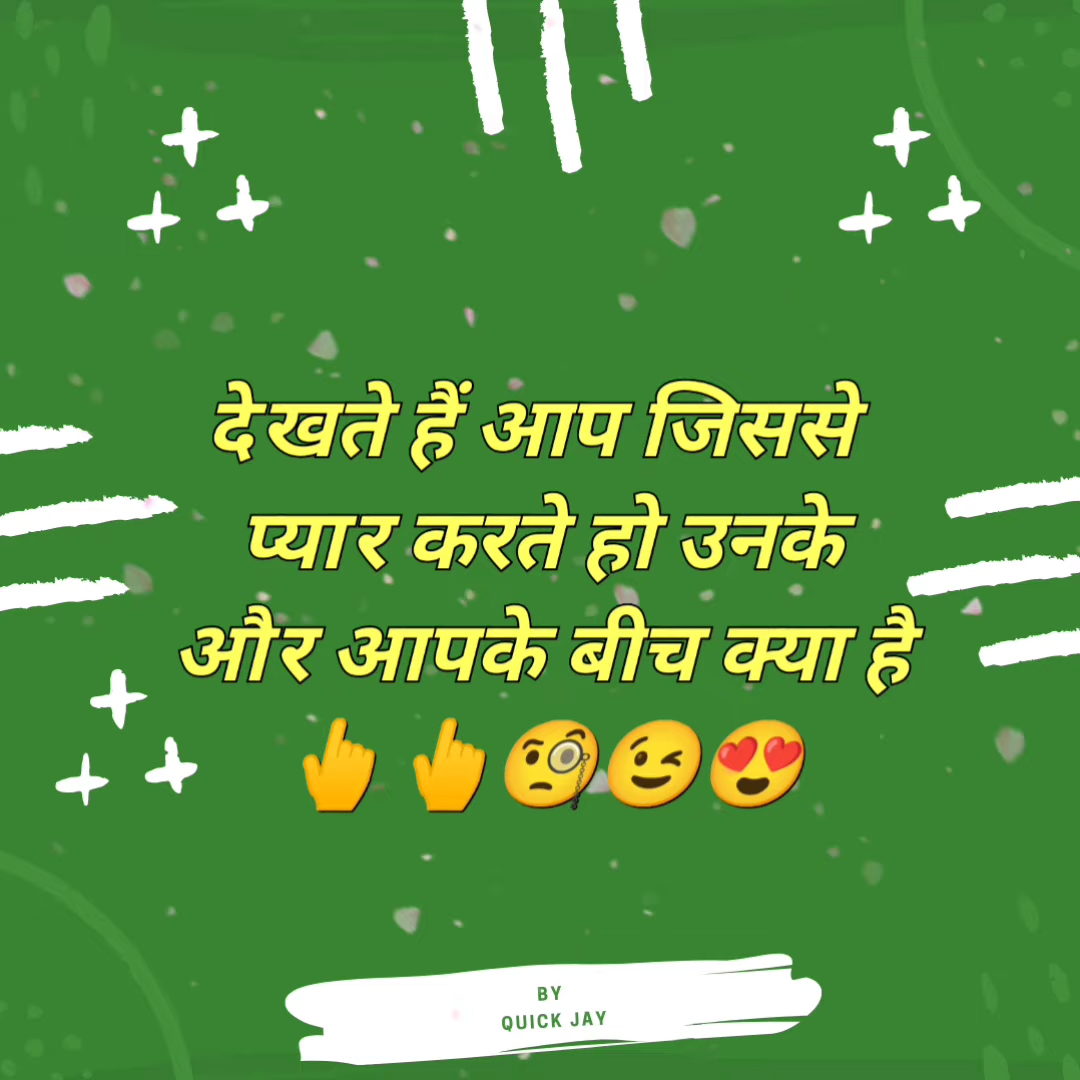 देखते हैं आप जिससे
प्यार करते हो उनके
और आपके बीच क्या है
👆👆🧐😉😍
BY
QUICK JAY